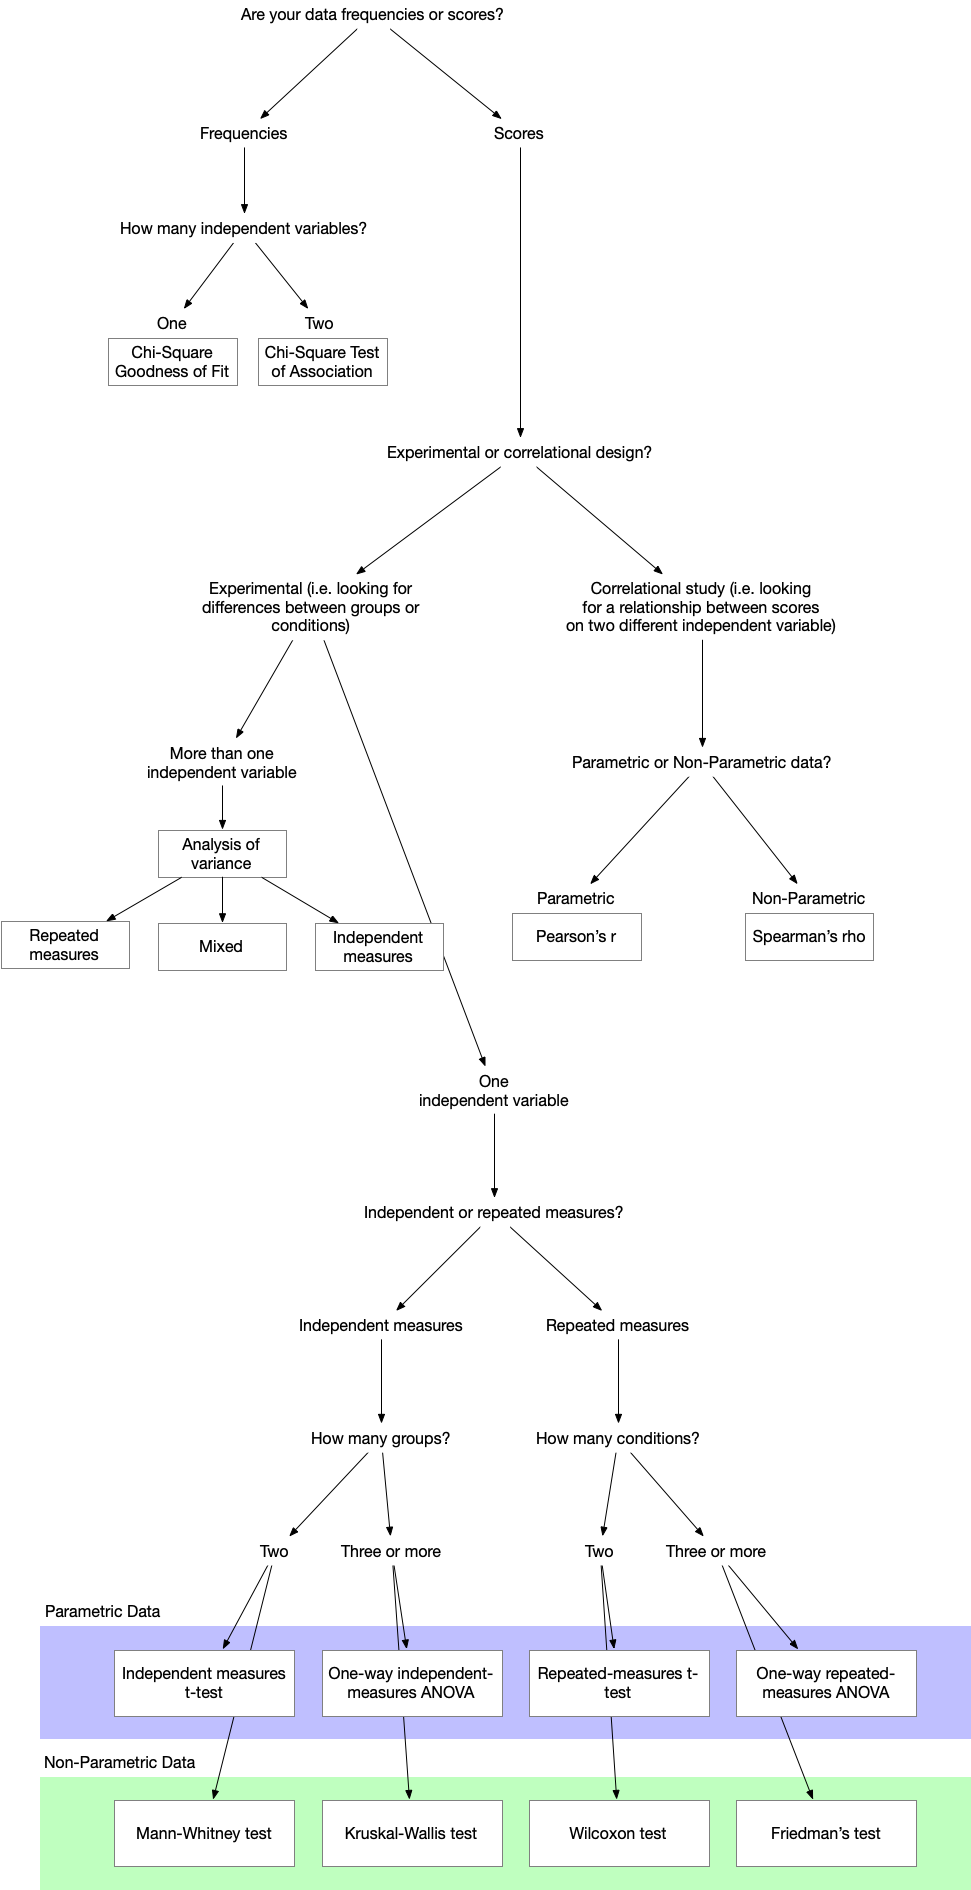 Are your data frequencies or scores?
Frequencies
Scores
How many independent variables?
One
Two
Chi-Square
Goodness of Fit
Chi-Square Test
of Association
Experimental or correlational design?
Experimental (i.e. looking for
differences between groups or
conditions)
Correlational study (i.e. looking
for a relationship between scores
on two different independent variable)
More than one
independent variable
Parametric or Non-Parametric data?
Analysis of
variance
Parametric
Non-Parametric
Repeated
measures
Mixed
Independent
measures
Pearson’s r
Spearman’s rho
One
independent variable
Independent or repeated measures?
Independent measures
Repeated measures
How many groups?
How many conditions?
Two
Three or more
Two
Three or more
Parametric Data
Independent measures
t-test
One-way independent-
measures ANOVA
Repeated-measures t-
test
One-way repeated-
measures ANOVA
Non-Parametric Data
Mann-Whitney test
Kruskal-Wallis test
Wilcoxon test
Friedman’s test